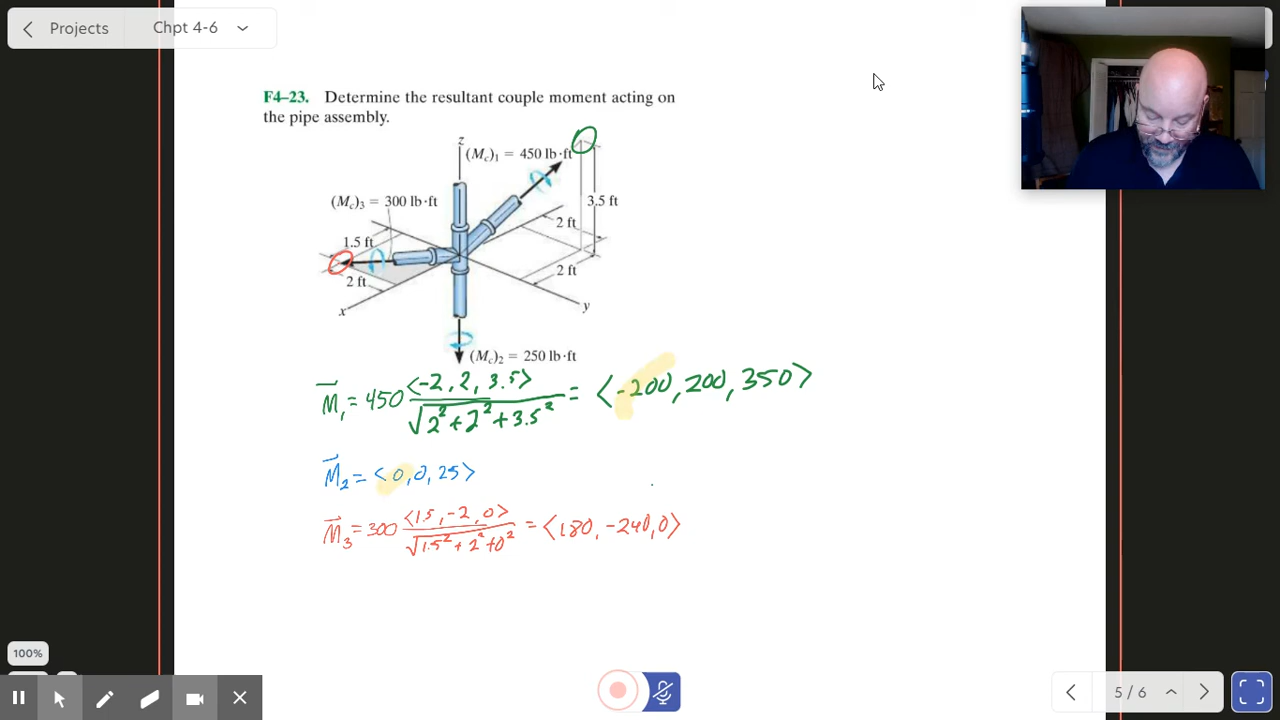 Projects
Chpt 4-6
F4–23. Determine the resultant couple moment acting on
the pipe assembly.
z
(Mc)1 = 450 lb·ft
(Mc)3 = 300 lb·ft
3.5 ft
2 ft
1.5 ft
2 ft
2 ft
x
y
(Mc)2 = 250 lb·ft
M1 = 450 <-2, 2, 3.5> / √2²+2²+3.5² = <-200, 200, 350>
M2 = <0, 0, 25>
M3 = 300 <1.5, -2, 0> / √1.5²+2²+0² = <180, -240, 0>
100%
5 / 6